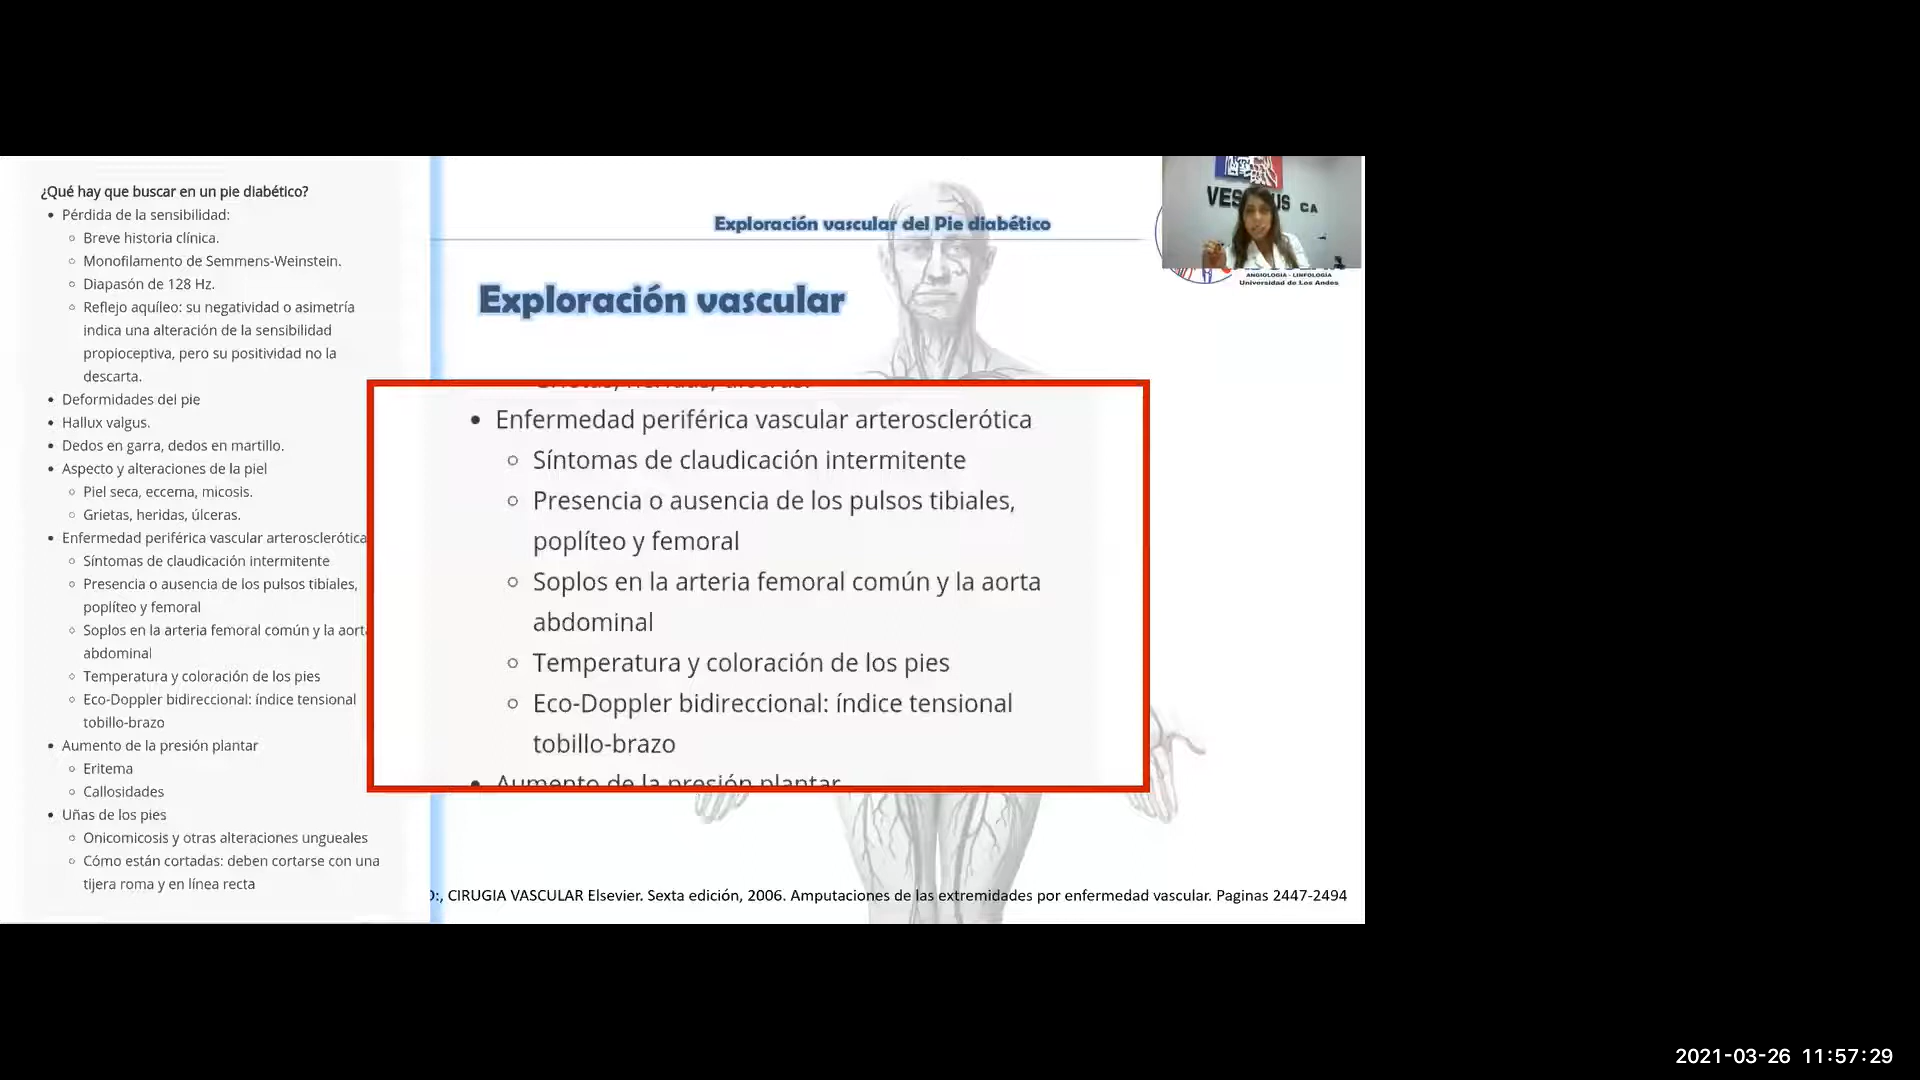 ¿Qué hay que buscar en un pie diabético?
• Pérdida de la sensibilidad:
◦ Breve historia clínica.
◦ Monofilamento de Semmens-Weinstein.
◦ Diapasón de 128 Hz.
◦ Reflejo aquíleo: su negatividad o asimetría
indica una alteración de la sensibilidad
propioceptiva, pero su positividad no la
descarta.
• Deformidades del pie
• Hallux valgus.
• Dedos en garra, dedos en martillo.
• Aspecto y alteraciones de la piel
◦ Piel seca, eccema, micosis.
◦ Grietas, heridas, úlceras.
• Enfermedad periférica vascular arterosclerótica
◦ Síntomas de claudicación intermitente
◦ Presencia o ausencia de los pulsos tibiales,
poplíteo y femoral
◦ Soplos en la arteria femoral común y la aorta
abdominal
◦ Temperatura y coloración de los pies
◦ Eco-Doppler bidireccional: índice tensional
tobillo-brazo
• Aumento de la presión plantar
◦ Eritema
◦ Callosidades
• Uñas de los pies
◦ Onicomicosis y otras alteraciones ungueales
◦ Cómo están cortadas: deben cortarse con una
tijera roma y en línea recta
Exploración vascular del Pie diabético
Exploración vascular
CA
ANGIOLOGIA - LINFOLOGIA
Universidad de Los Andes
• Enfermedad periférica vascular arterosclerótica
◦ Síntomas de claudicación intermitente
◦ Presencia o ausencia de los pulsos tibiales,
poplíteo y femoral
◦ Soplos en la arteria femoral común y la aorta
abdominal
◦ Temperatura y coloración de los pies
◦ Eco-Doppler bidireccional: índice tensional
tobillo-brazo
• Aumento de la presión plantar
:, CIRUGIA VASCULAR Elsevier. Sexta edición, 2006. Amputaciones de las extremidades por enfermedad vascular. Paginas 2447-2494
2021-03-26 11:57:29